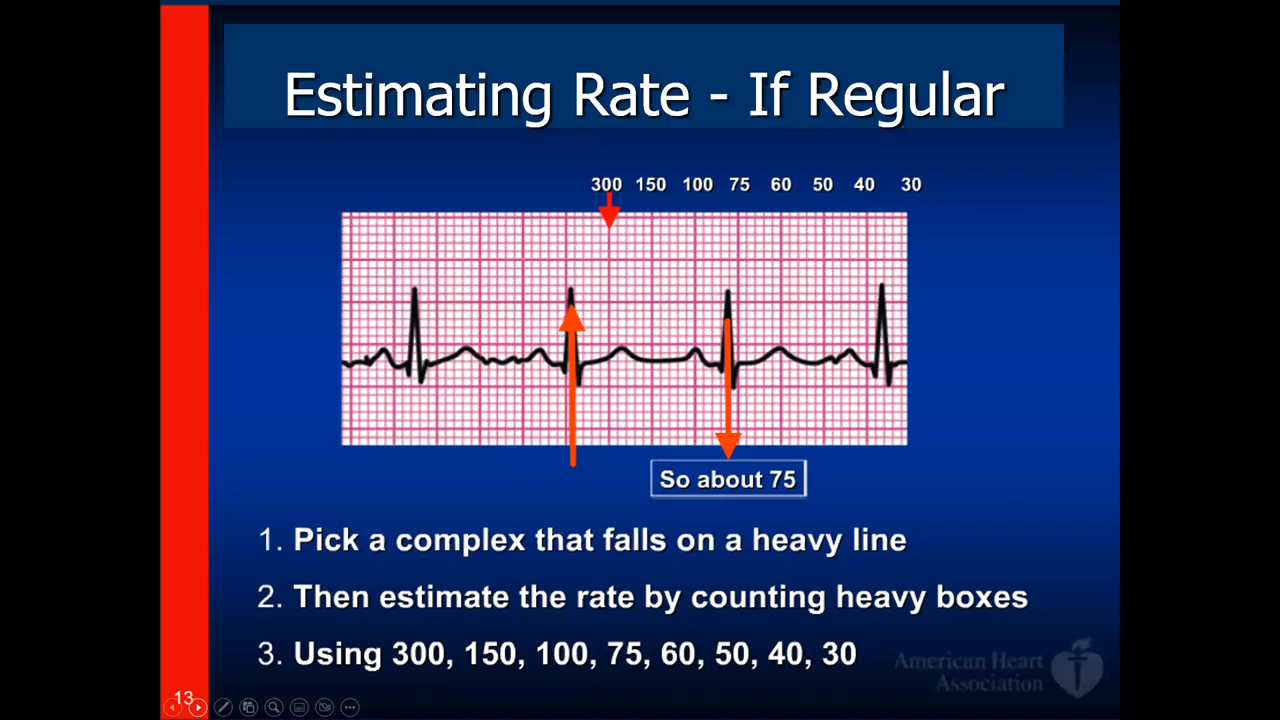 Estimating Rate - If Regular
300 150 100 75 60 50 40 30
So about 75
1. Pick a complex that falls on a heavy line
2. Then estimate the rate by counting heavy boxes
3. Using 300, 150, 100, 75, 60, 50, 40, 30
American Heart
Association
13